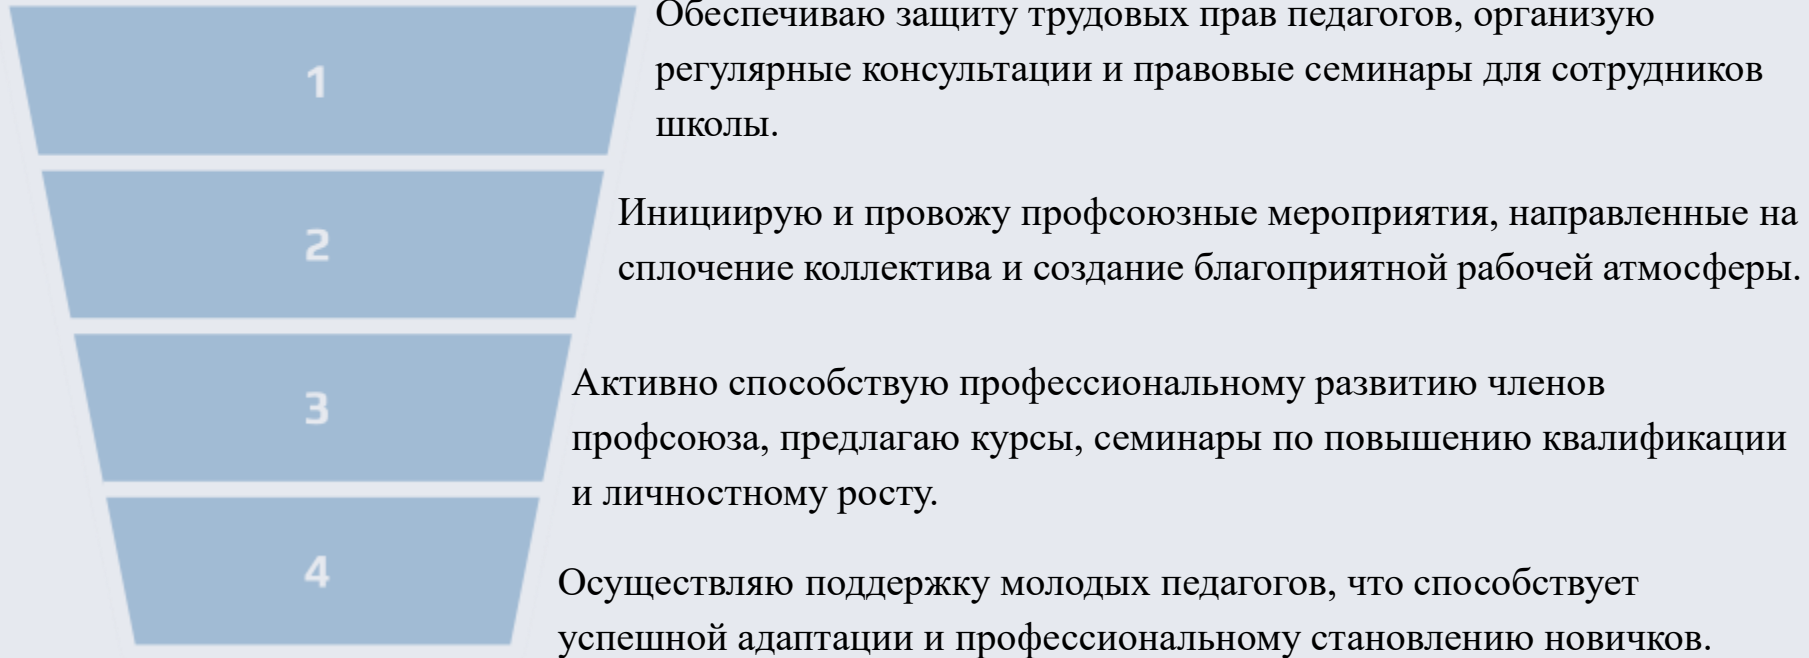 1
Обеспечиваю защиту трудовых прав педагогов, организую
регулярные консультации и правовые семинары для сотрудников
школы.
2
Инициирую и провожу профсоюзные мероприятия, направленные на
сплочение коллектива и создание благоприятной рабочей атмосферы.
3
Активно способствую профессиональному развитию членов
профсоюза, предлагаю курсы, семинары по повышению квалификации
и личностному росту.
4
Осуществляю поддержку молодых педагогов, что способствует
успешной адаптации и профессиональному становлению новичков.